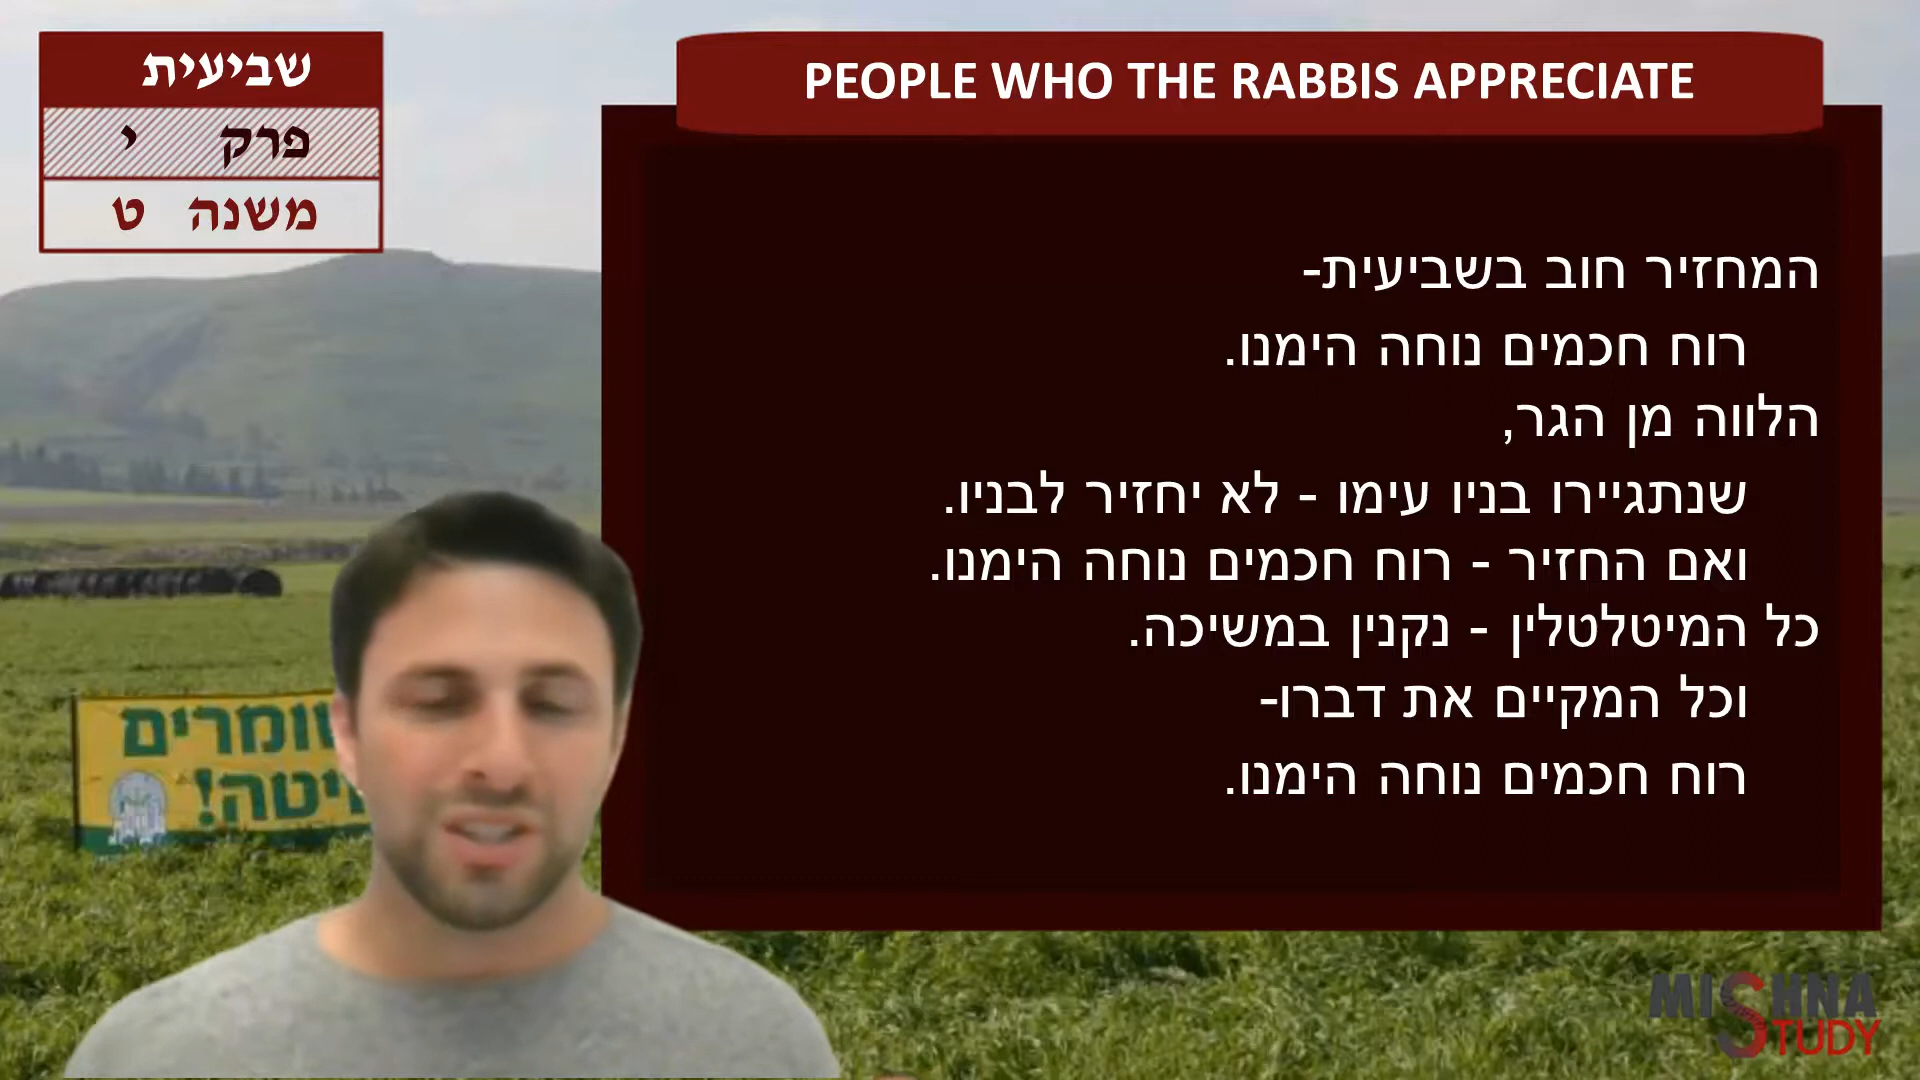 שביעית
פרק י
משנה ט
PEOPLE WHO THE RABBIS APPRECIATE
המחזיר חוב בשביעית-
רוח חכמים נוחה הימנו.
הלווה מן הגר,
שנתגיירו בניו עימו - לא יחזיר לבניו.
ואם החזיר - רוח חכמים נוחה הימנו.
כל המיטלטלין - נקנין במשיכה.
וכל המקיים את דברו-
רוח חכמים נוחה הימנו.
MISHNA
STUDY